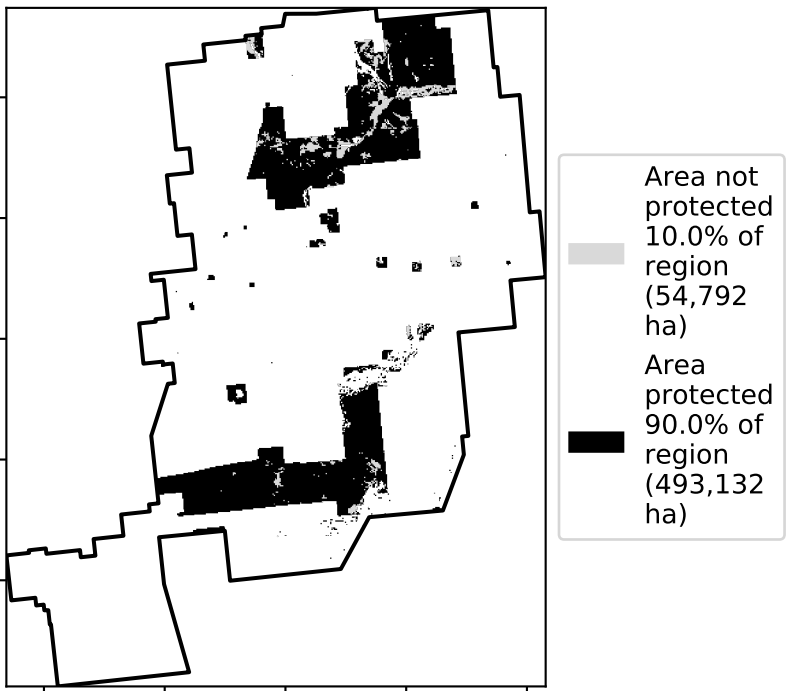 Area not
protected
10.0% of
region
(54,792
ha)
Area
protected
90.0% of
region
(493,132
ha)